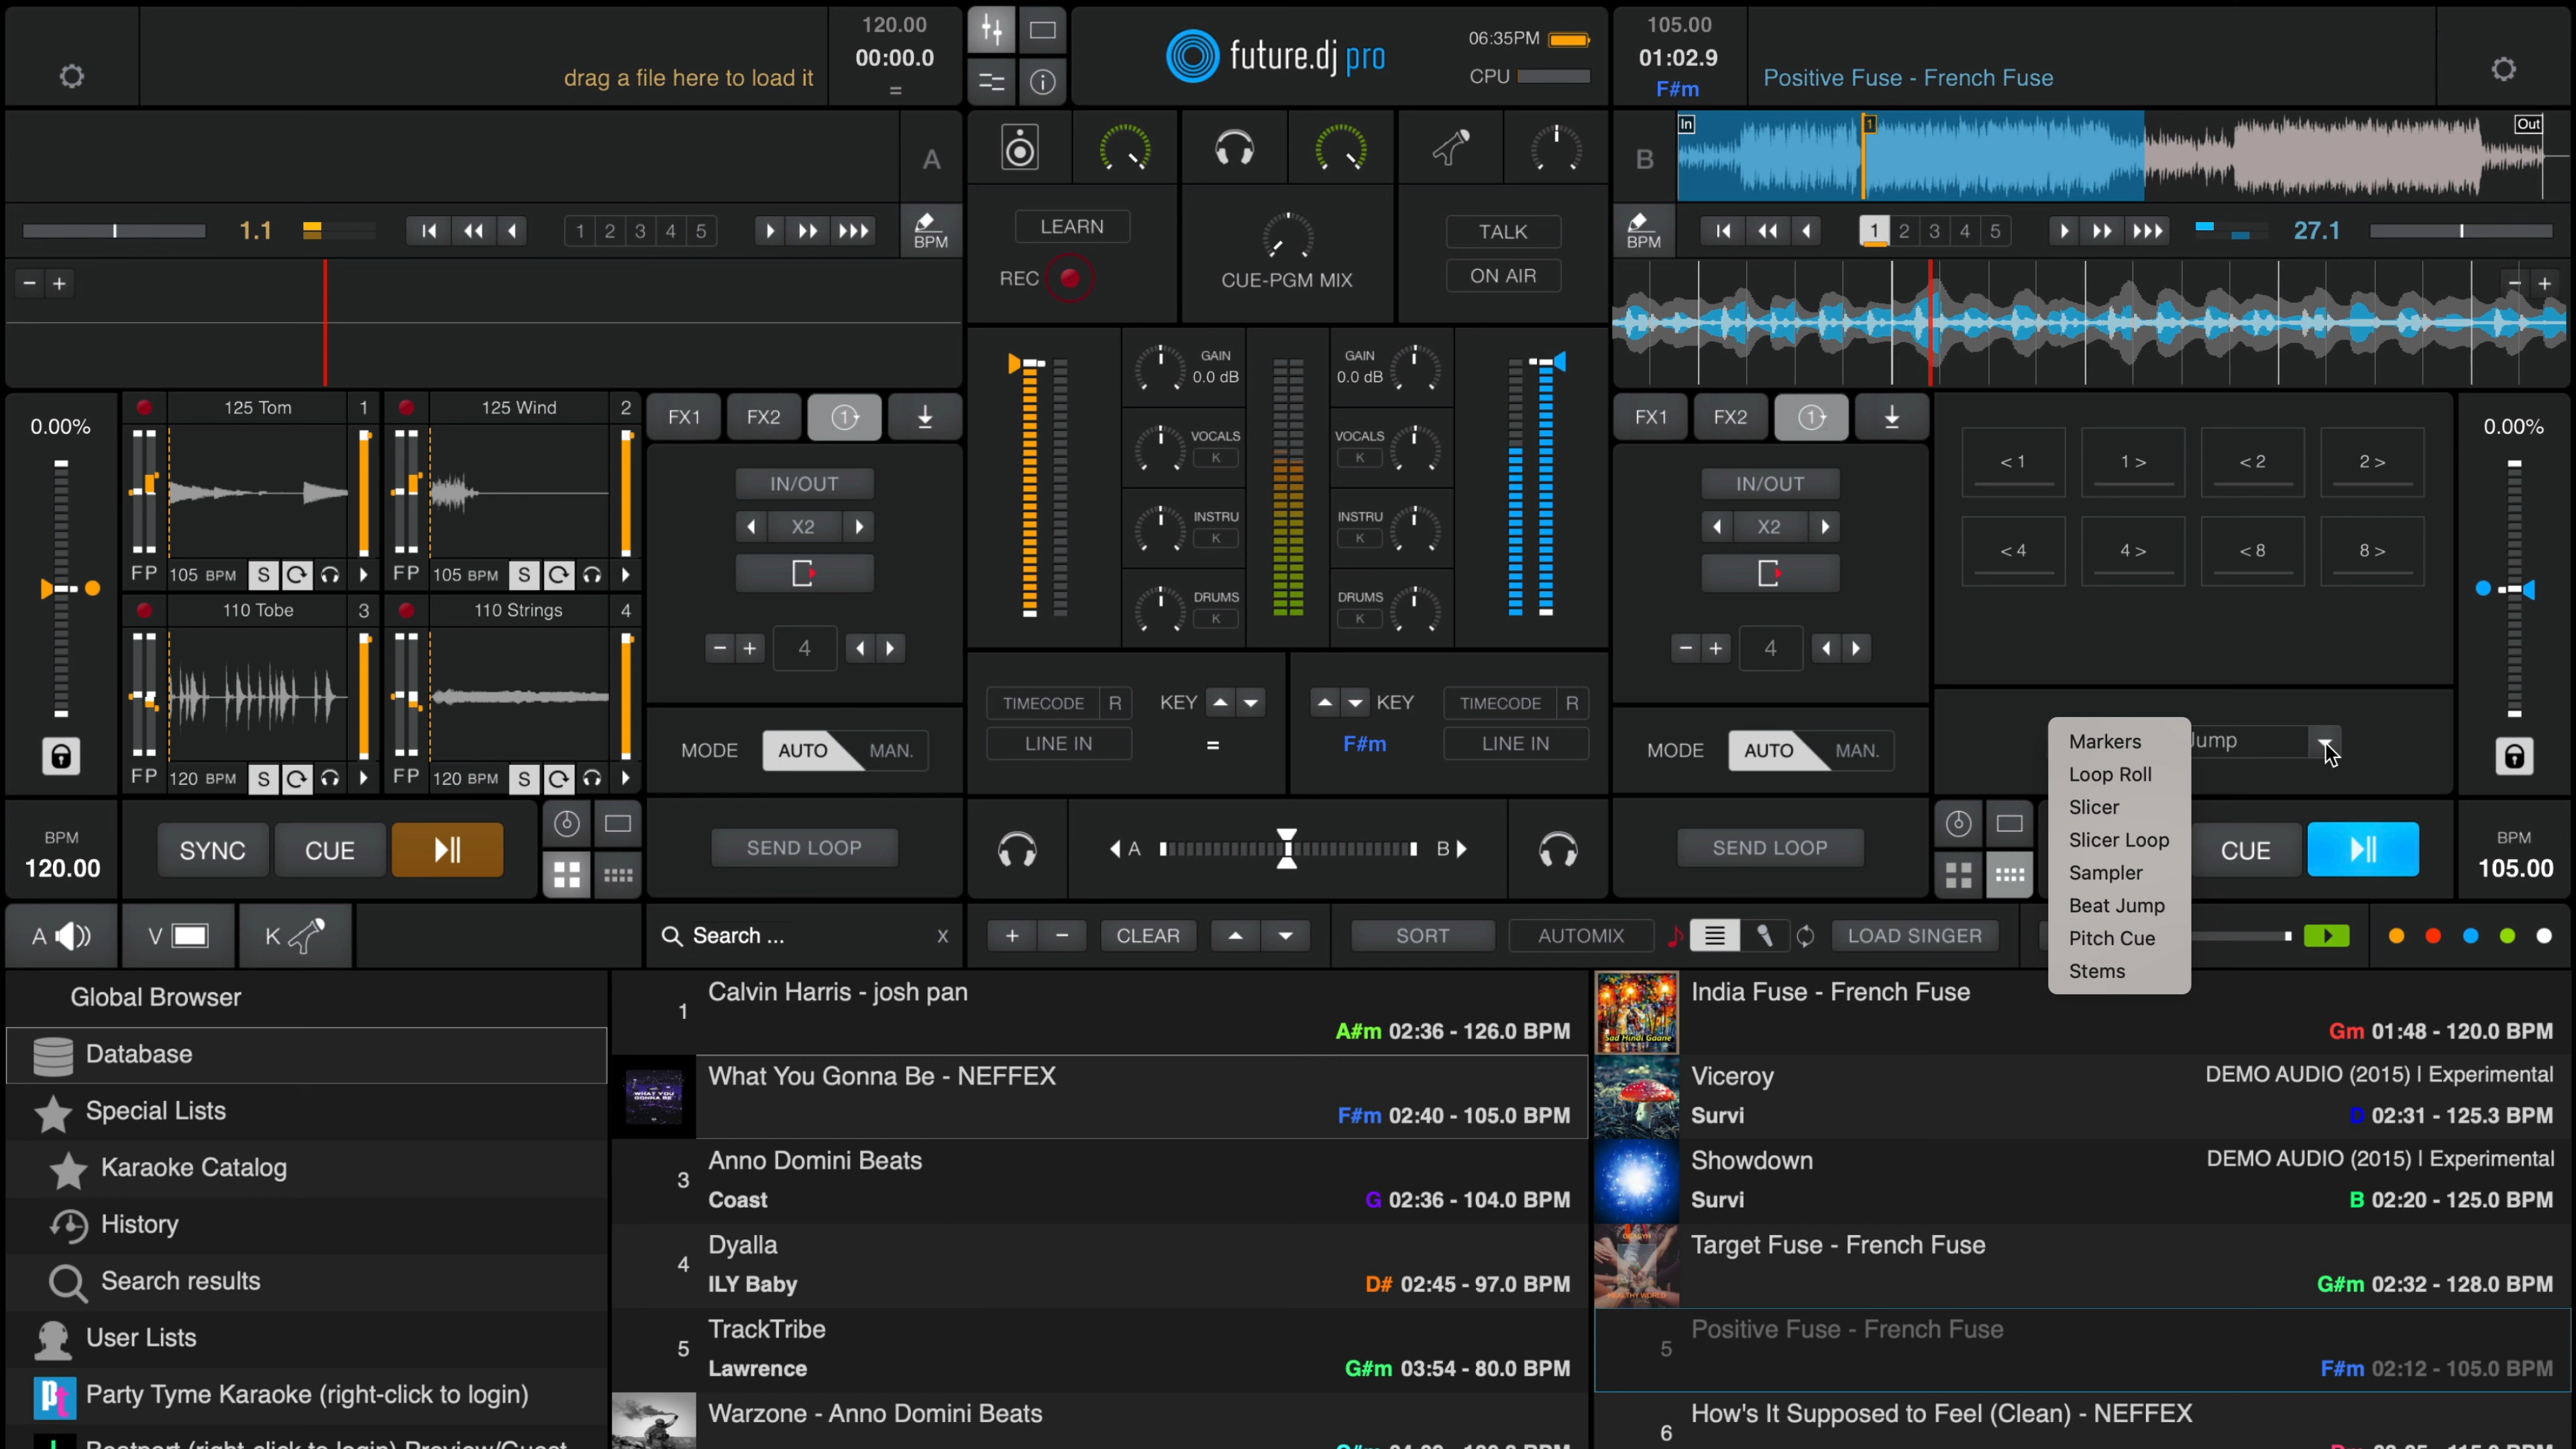 120.00
00:00.0
=
drag a file here to load it
future.dj pro
06:35PM
CPU
105.00
01:02.9
F#m
Positive Fuse - French Fuse
A
B
In
1
Out
1.1
1 2 3 4 5
BPM
LEARN
REC
CUE-PGM MIX
TALK
ON AIR
BPM
1 2 3 4 5
27.1
− +
− +
0.00%
125 Tom 1
125 Wind 2
FP 105 BPM S
FP 105 BPM S
110 Tobe 3
110 Strings 4
FP 120 BPM S
FP 120 BPM S
FX1 FX2 1
IN/OUT
X2
− + 4
MODE AUTO MAN.
SEND LOOP
GAIN
0.0 dB
VOCALS
K
INSTRU
K
DRUMS
K
GAIN
0.0 dB
VOCALS
K
INSTRU
K
DRUMS
K
TIMECODE R KEY
LINE IN =
KEY TIMECODE R
F#m LINE IN
A B
FX1 FX2 1
IN/OUT
X2
− + 4
MODE AUTO MAN.
SEND LOOP
< 1 1 > < 2 2 >
< 4 4 > < 8 8 >
0.00%
Jump
Markers
Loop Roll
Slicer
Slicer Loop
Sampler
Beat Jump
Pitch Cue
Stems
BPM
120.00
SYNC CUE
CUE
BPM
105.00
A V K
Search ... X
+ − CLEAR
SORT AUTOMIX LOAD SINGER
Global Browser
Database
Special Lists
Karaoke Catalog
History
Search results
User Lists
Party Tyme Karaoke (right-click to login)
1 Calvin Harris - josh pan
A#m 02:36 - 126.0 BPM
WHAT YOU
GONNA BE
What You Gonna Be - NEFFEX
F#m 02:40 - 105.0 BPM
3 Anno Domini Beats
Coast G 02:36 - 104.0 BPM
4 Dyalla
ILY Baby D# 02:45 - 97.0 BPM
5 TrackTribe
Lawrence G#m 03:54 - 80.0 BPM
Warzone - Anno Domini Beats
Sad Hindi Gaane
India Fuse - French Fuse
Gm 01:48 - 120.0 BPM
Viceroy DEMO AUDIO (2015) | Experimental
Survi D 02:31 - 125.3 BPM
Showdown DEMO AUDIO (2015) | Experimental
Survi B 02:20 - 125.0 BPM
Target Fuse - French Fuse
G#m 02:32 - 128.0 BPM
5 Positive Fuse - French Fuse
F#m 02:12 - 105.0 BPM
6 How's It Supposed to Feel (Clean) - NEFFEX